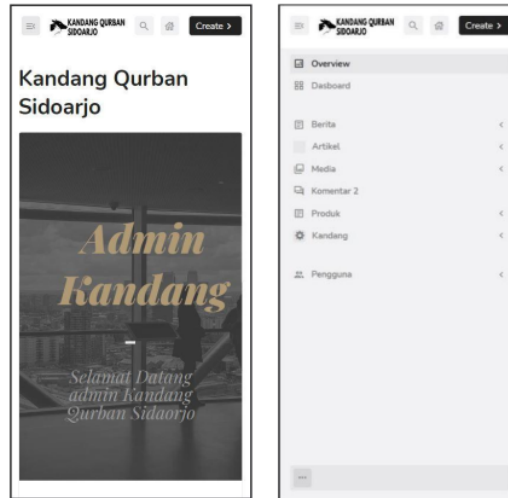 KANDANG QURBAN
SIDOARJO
Create >
Kandang Qurban
Sidoarjo
Admin
Kandang
Selamat Datang
admin Kandang
Qurban Sidaorjo
KANDANG QURBAN
SIDOARJO
Create >
Overview
Dasboard
Berita
Artikel
Media
Komentar 2
Produk
Kandang
Pengguna